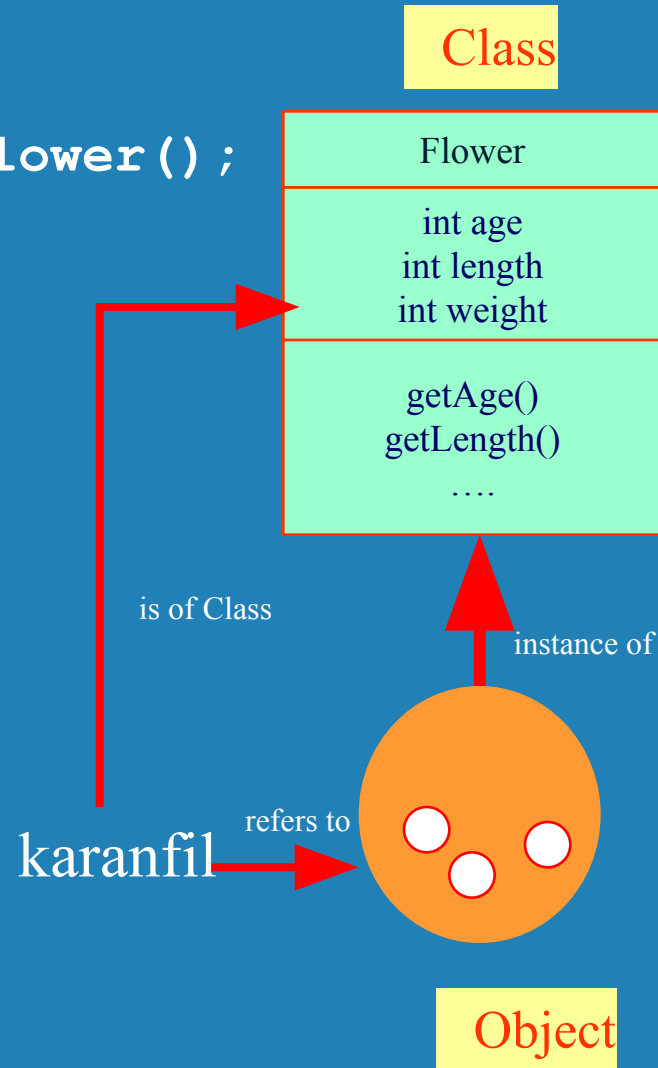 Class
lower();
Flower
int age
int length
int weight
getAge()
getLength()
….
is of Class
instance of
refers to
karanfil
Object